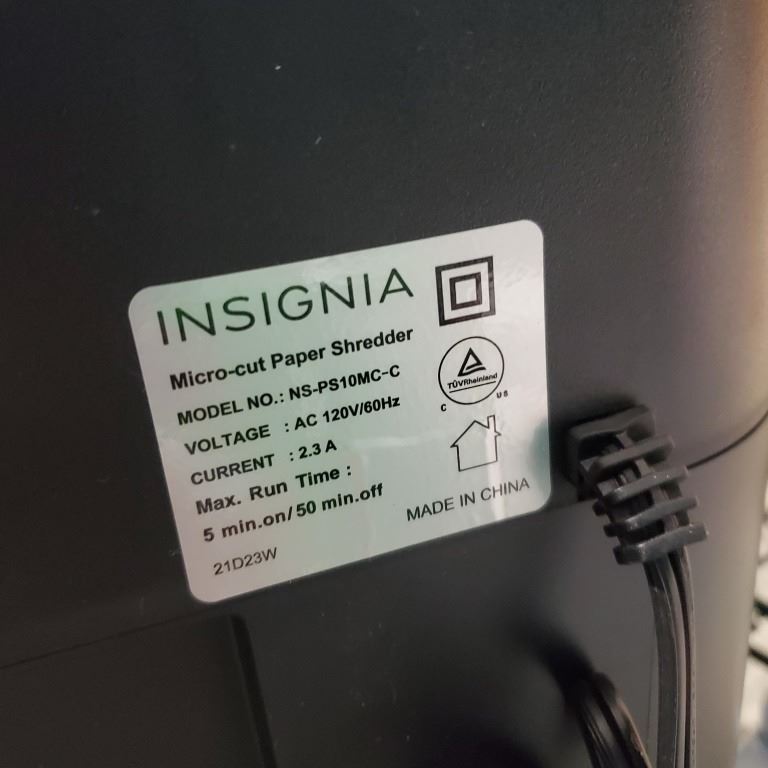 INSIGNIA
Micro-cut Paper Shredder
MODEL NO.: NS-PS10MC-C
VOLTAGE : AC 120V/60Hz
CURRENT : 2.3 A
Max. Run Time :
5 min.on/50 min.off
21D23W
TÜVRheinland
C US
MADE IN CHINA